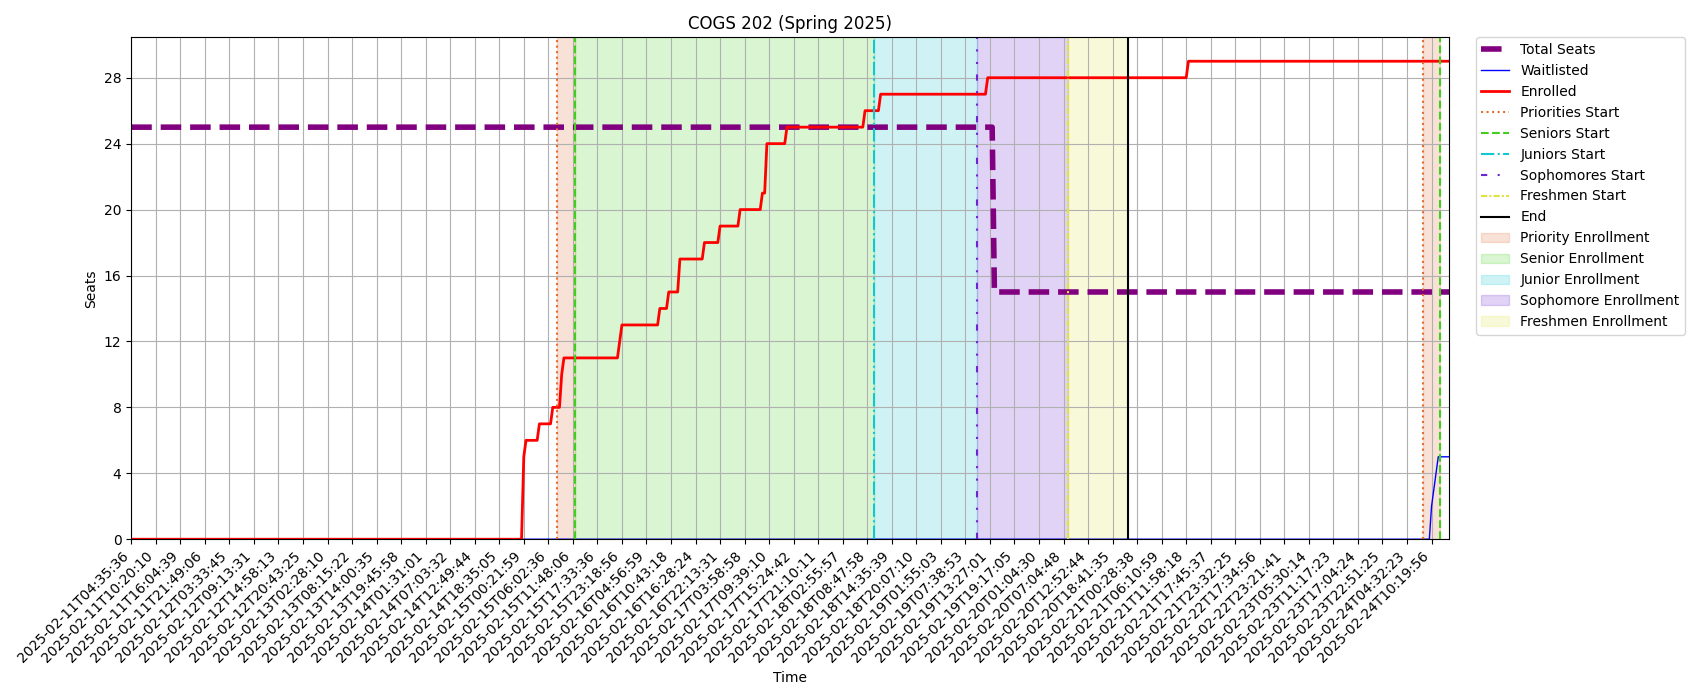 COGS 202 (Spring 2025)
Seats
28
24
20
16
12
8
4
0
2025-02-11T04:35:36
2025-02-11T10:20:10
2025-02-11T16:04:39
2025-02-11T21:49:06
2025-02-12T03:33:45
2025-02-12T09:13:31
2025-02-12T14:58:13
2025-02-12T20:43:25
2025-02-13T02:28:10
2025-02-13T08:15:22
2025-02-13T14:00:35
2025-02-13T19:45:58
2025-02-14T01:31:01
2025-02-14T07:03:32
2025-02-14T12:49:44
2025-02-14T18:35:05
2025-02-15T00:21:59
2025-02-15T06:02:36
2025-02-15T11:48:06
2025-02-15T17:33:36
2025-02-15T23:18:56
2025-02-16T04:56:59
2025-02-16T10:43:18
2025-02-16T16:28:24
2025-02-16T22:13:31
2025-02-17T03:58:58
2025-02-17T09:39:10
2025-02-17T15:24:42
2025-02-17T21:10:11
2025-02-18T02:55:57
2025-02-18T08:47:58
2025-02-18T14:35:39
2025-02-18T20:07:10
2025-02-19T01:55:03
2025-02-19T07:38:53
2025-02-19T13:27:01
2025-02-19T19:17:05
2025-02-20T01:04:30
2025-02-20T07:04:48
2025-02-20T12:52:44
2025-02-20T18:41:35
2025-02-21T00:28:38
2025-02-21T06:10:59
2025-02-21T11:58:18
2025-02-21T17:45:37
2025-02-21T23:32:25
2025-02-22T17:34:56
2025-02-22T23:21:41
2025-02-23T05:30:14
2025-02-23T11:17:23
2025-02-23T17:04:24
2025-02-23T22:51:25
2025-02-24T04:32:23
2025-02-24T10:19:56
Time
Total Seats
Waitlisted
Enrolled
Priorities Start
Seniors Start
Juniors Start
Sophomores Start
Freshmen Start
End
Priority Enrollment
Senior Enrollment
Junior Enrollment
Sophomore Enrollment
Freshmen Enrollment